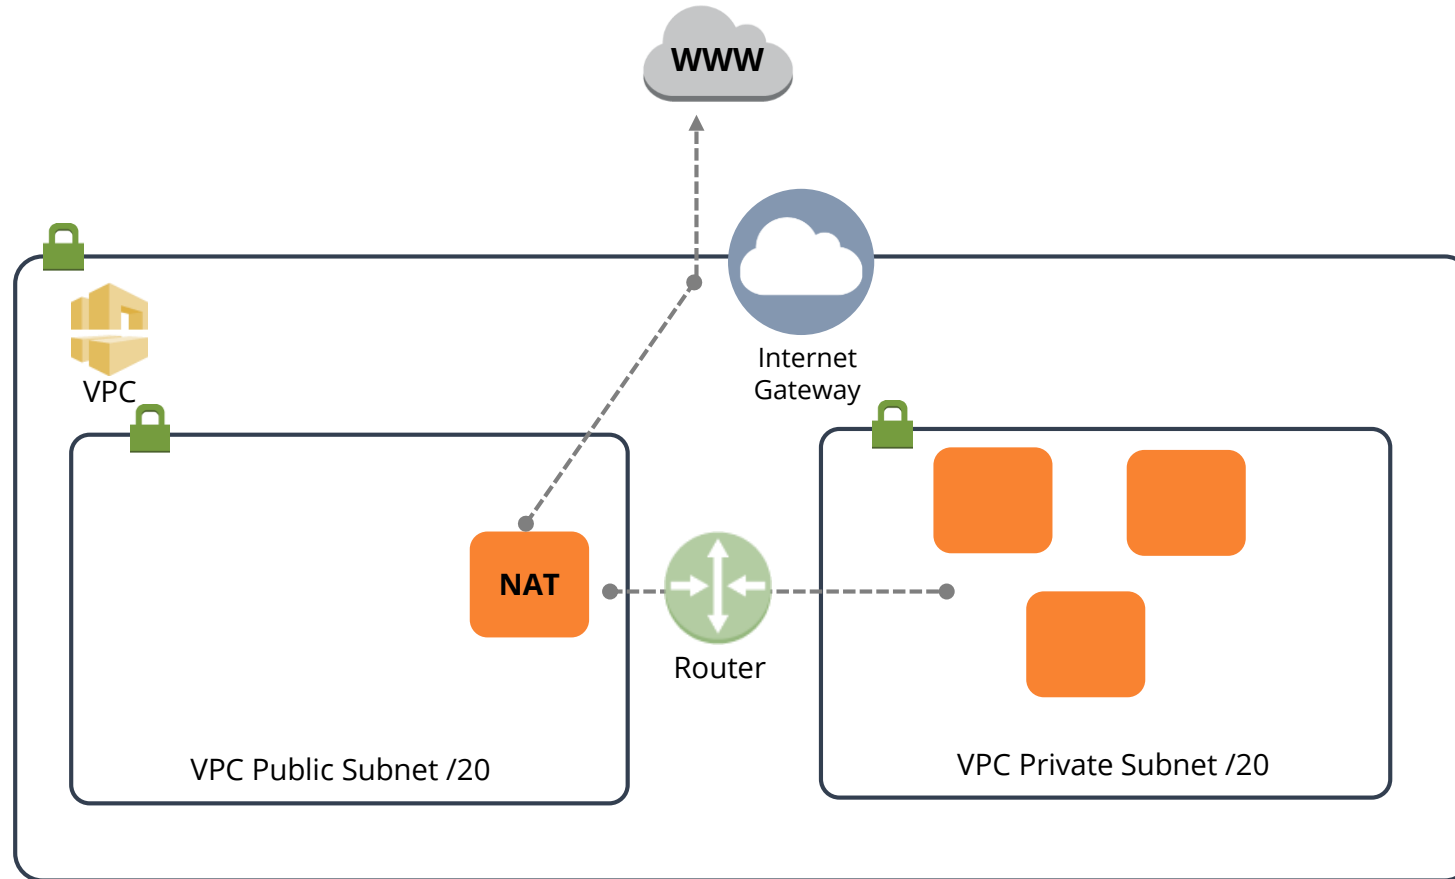 WWW
Internet
Gateway
VPC
NAT
Router
VPC Public Subnet /20
VPC Private Subnet /20